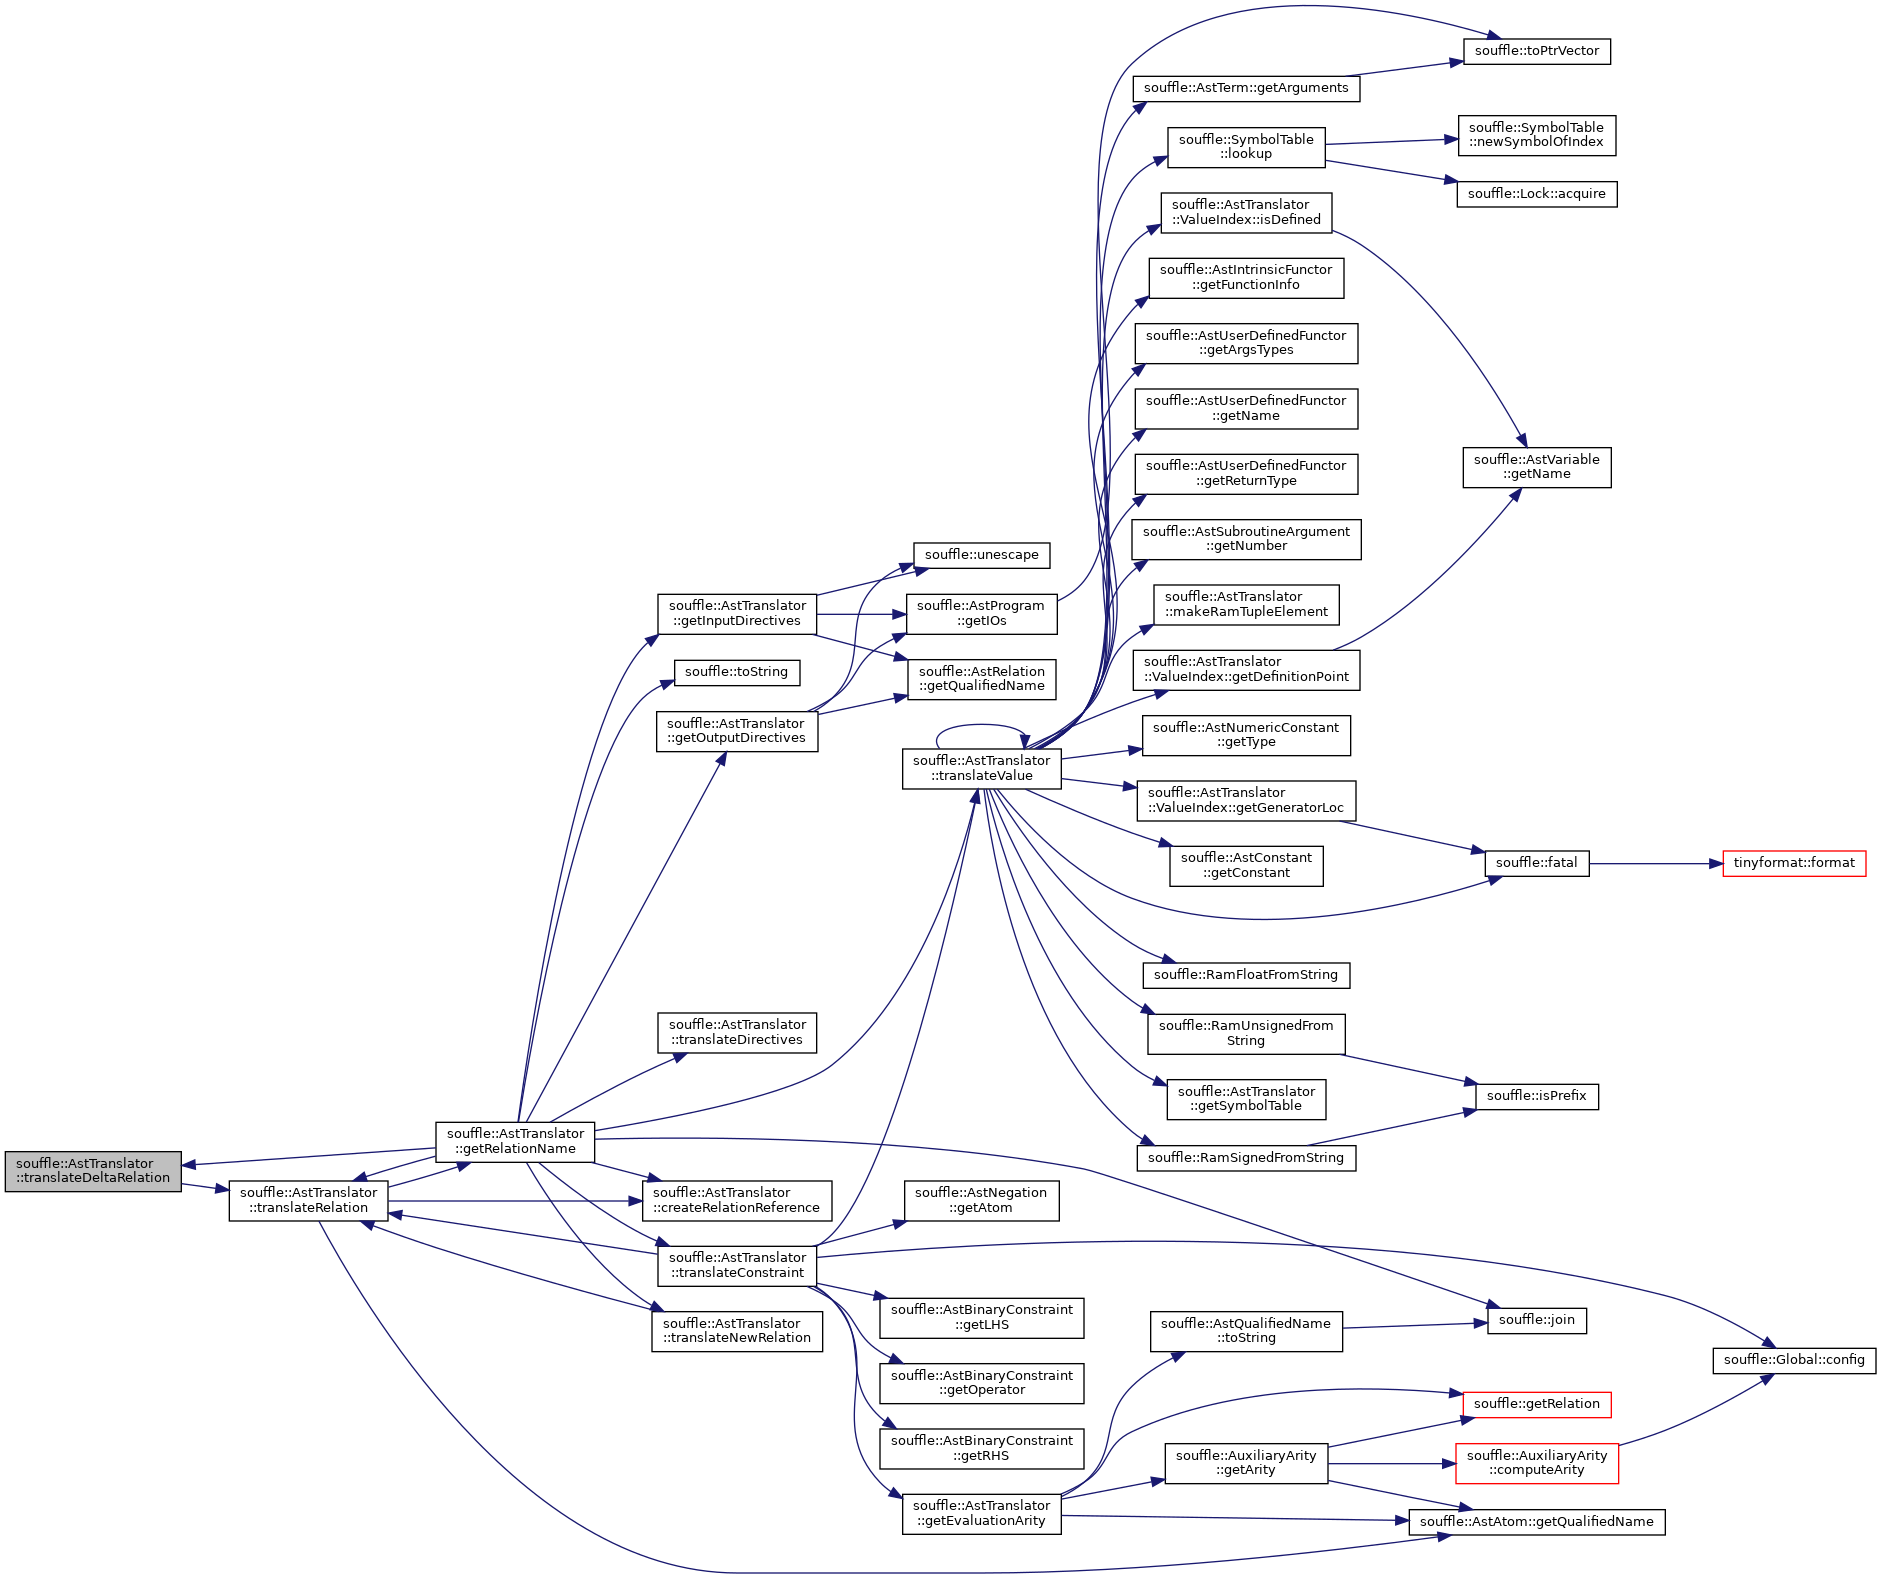 souffle::toPtrVector
souffle::AstTerm::getArguments
souffle::SymbolTable
::newSymbolOfIndex
souffle::SymbolTable
::lookup
souffle::Lock::acquire
souffle::AstTranslator
::ValueIndex::isDefined
souffle::AstIntrinsicFunctor
::getFunctionInfo
souffle::AstUserDefinedFunctor
::getArgsTypes
souffle::AstUserDefinedFunctor
::getName
souffle::AstVariable
::getName
souffle::AstUserDefinedFunctor
::getReturnType
souffle::AstSubroutineArgument
::getNumber
souffle::unescape
souffle::AstTranslator
::getInputDirectives
souffle::AstProgram
::getIOs
souffle::AstTranslator
::makeRamTupleElement
souffle::toString
souffle::AstRelation
::getQualifiedName
souffle::AstTranslator
::ValueIndex::getDefinitionPoint
souffle::AstTranslator
::getOutputDirectives
souffle::AstNumericConstant
::getType
souffle::AstTranslator
::translateValue
souffle::AstTranslator
::ValueIndex::getGeneratorLoc
souffle::AstConstant
::getConstant
souffle::fatal
tinyformat::format
souffle::RamFloatFromString
souffle::AstTranslator
::translateDirectives
souffle::RamUnsignedFrom
String
souffle::AstTranslator
::getSymbolTable
souffle::isPrefix
souffle::AstTranslator
::getRelationName
souffle::RamSignedFromString
souffle::AstTranslator
::translateDeltaRelation
souffle::AstTranslator
::translateRelation
souffle::AstTranslator
::createRelationReference
souffle::AstNegation
::getAtom
souffle::AstTranslator
::translateConstraint
souffle::AstBinaryConstraint
::getLHS
souffle::AstTranslator
::translateNewRelation
souffle::AstQualifiedName
::toString
souffle::join
souffle::Global::config
souffle::AstBinaryConstraint
::getOperator
souffle::getRelation
souffle::AstBinaryConstraint
::getRHS
souffle::AuxiliaryArity
::getArity
souffle::AuxiliaryArity
::computeArity
souffle::AstTranslator
::getEvaluationArity
souffle::AstAtom::getQualifiedName